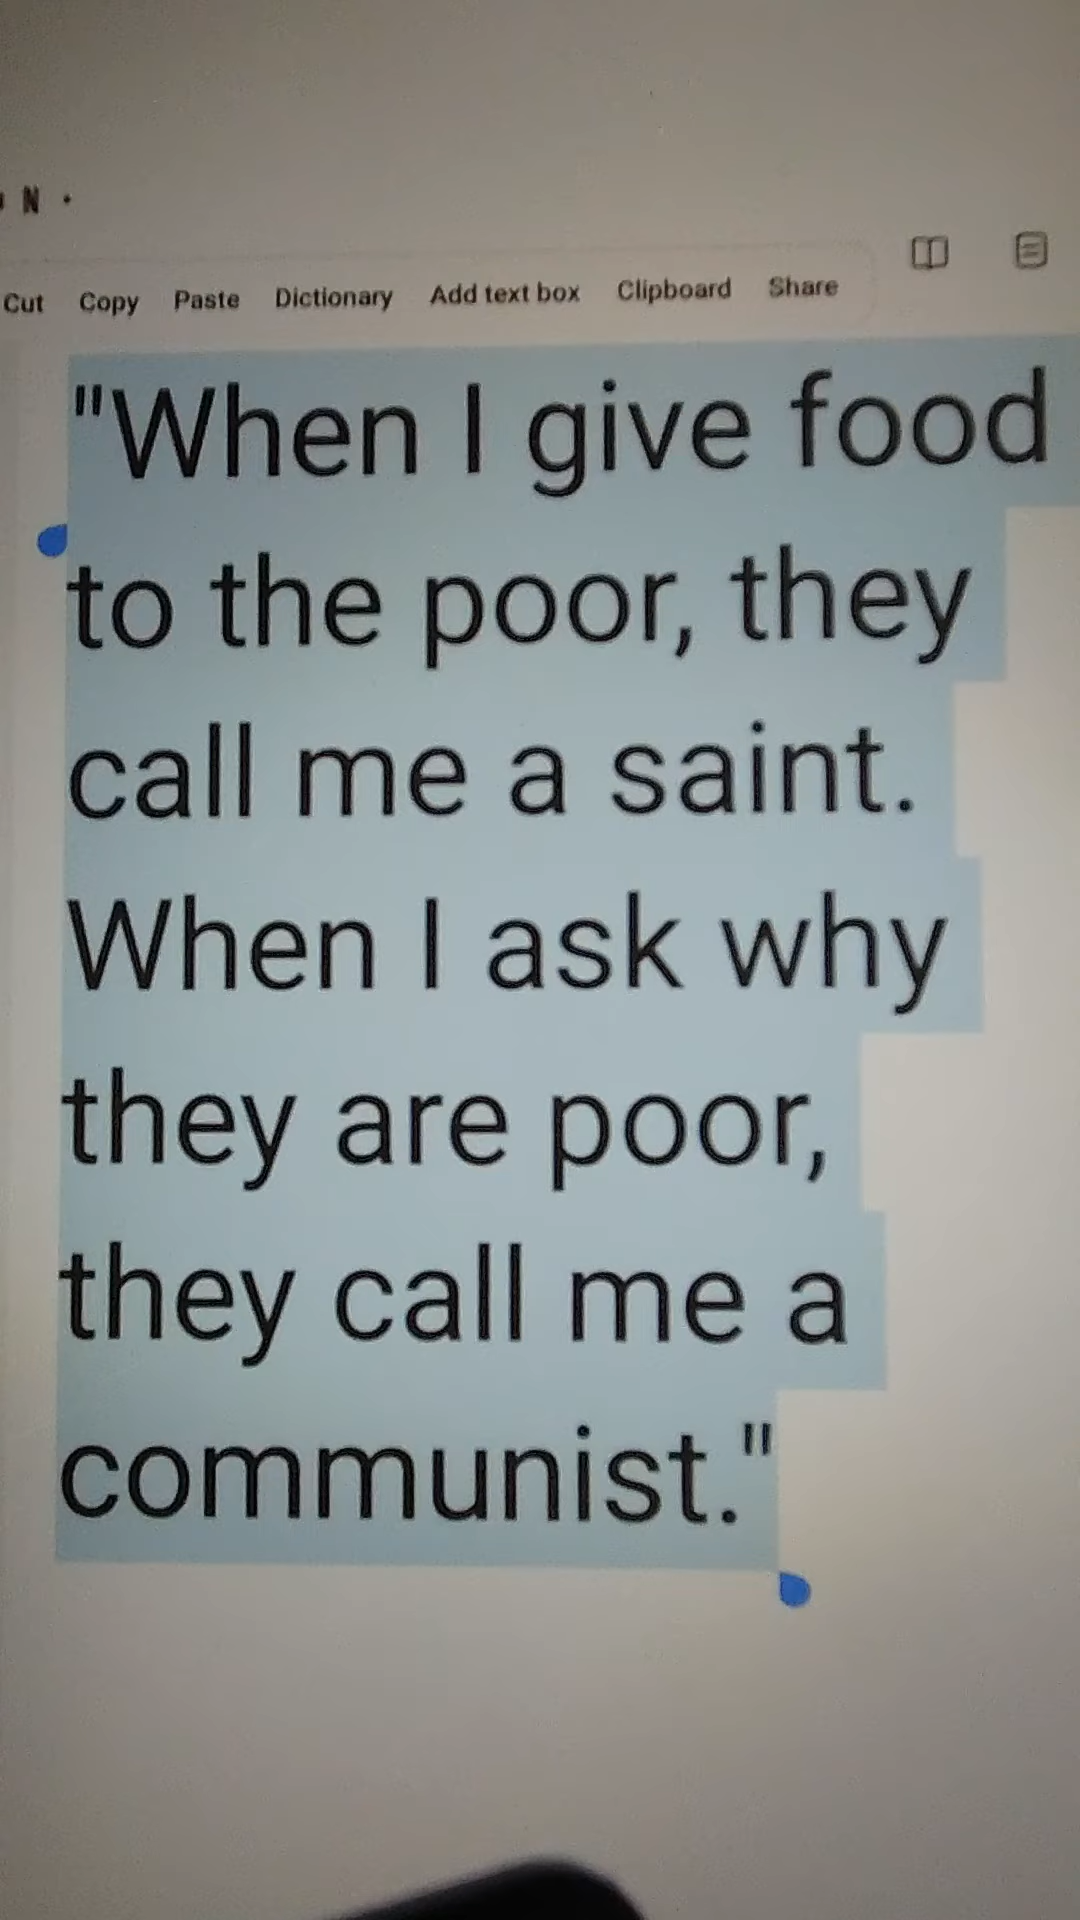 N •
Cut Copy Paste Dictionary Add text box Clipboard Share
"When I give food
to the poor, they
call me a saint.
When I ask why
they are poor,
they call me a
communist."